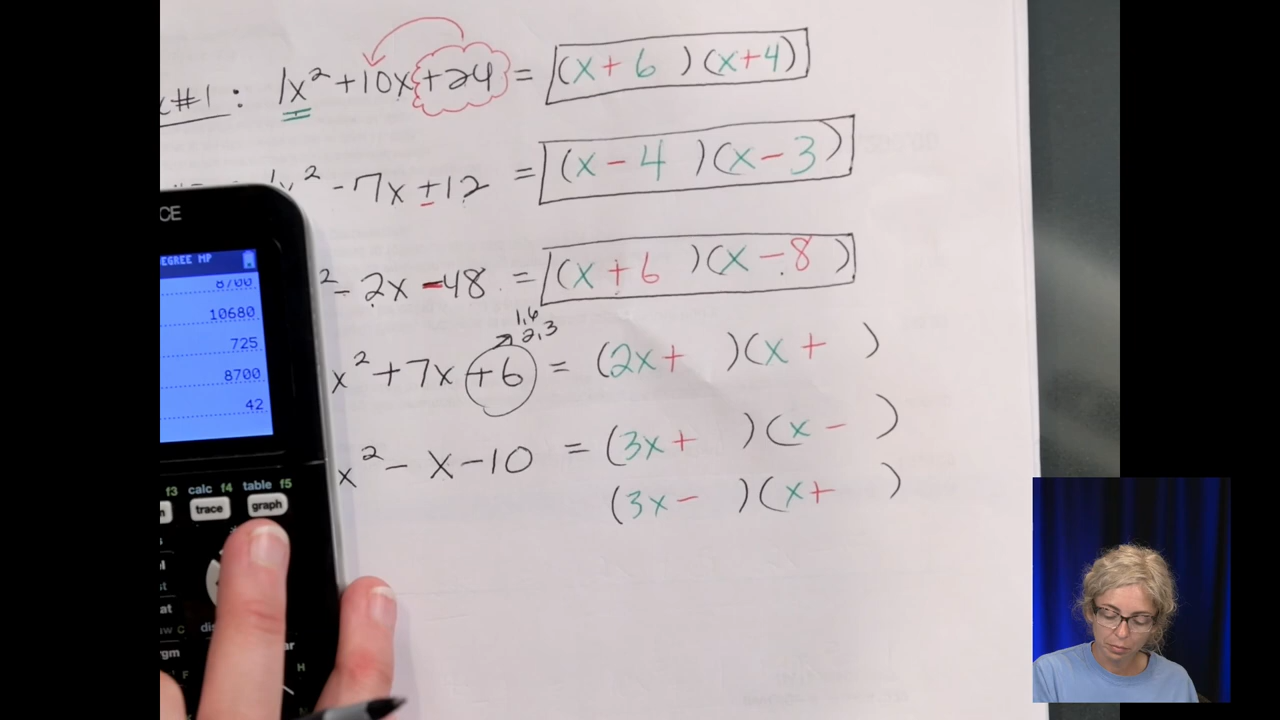 x#1 : 1x² + 10x + 24 = (x + 6 )(x + 4)
x² - 7x + 12 = (x - 4 )(x - 3 )
² - 2x - 48 = (x + 6 )(x - 8 )
1,6
2,3
x² + 7x + 6 = (2x + )(x + )
x² - x - 10 = (3x + )(x - )
(3x - )(x + )
CE
DEGREE MP
8700
10680
725
8700
42
f3 calc f4 table f5
trace graph